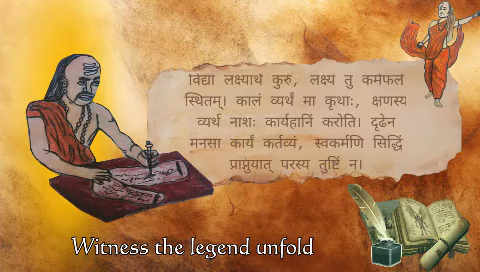 विद्या लक्ष्यार्थं कुरु, लक्ष्य तु कर्मफलं
स्थितम्। कालं व्यर्थं मा कृथाः, क्षणस्य
व्यर्थ नाशः कार्यहानिं करोति। दृढेन
मनसा कार्यं कर्तव्यं, स्वकर्मणि सिद्धिं
प्राप्नुयात् परस्य तुष्टिं न।
Witness the legend unfold